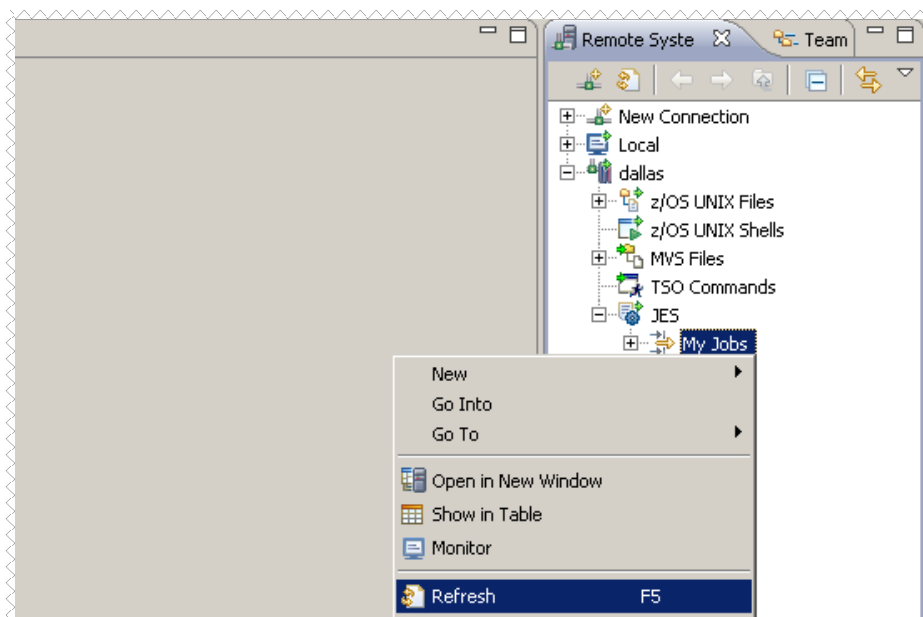 Remote Syste
Team
New Connection
Local
dallas
z/OS UNIX Files
z/OS UNIX Shells
MVS Files
TSO Commands
JES
My Jobs
New
Go Into
Go To
Open in New Window
Show in Table
Monitor
Refresh F5